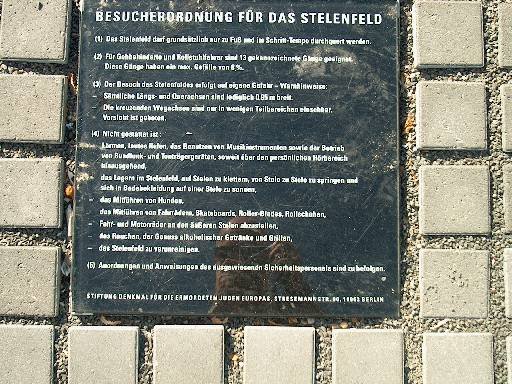 BESUCHERORDNUNG FÜR DAS STELENFELD
(1) Das Stelenfeld darf grundsätzlich nur zu Fuß und im Schritt-Tempo durchquert werden.
(2) Für Gehbehinderte und Rollstuhlfahrer sind 13 gekennzeichnete Gänge geeignet.
Diese Gänge haben ein max. Gefälle von 8 %.
(3) Der Besuch des Stelenfeldes erfolgt auf eigene Gefahr – Warnhinweise:
Sämtliche Längs- und Querachsen sind lediglich 0,95 m breit.
Die kreuzenden Wegachsen sind nur in wenigen Teilbereichen einsehbar.
Vorsicht ist geboten.
(4) Nicht gestattet ist:
– Lärmen, lautes Rufen, das Benutzen von Musikinstrumenten sowie der Betrieb
von Rundfunk- und Tonträgergeräten, soweit über den persönlichen Hörbereich
hinausgehend,
– das Lagern im Stelenfeld, auf Stelen zu klettern, von Stele zu Stele zu springen und
sich in Badebekleidung auf einer Stele zu sonnen,
– das Mitführen von Hunden,
– das Mitführen von Fahrrädern, Skateboards, Roller-Blades, Rollschuhen,
– Fahr- und Motorräder an den äußeren Stelen abzustellen,
– das Rauchen, der Genuss alkoholischer Getränke und Grillen,
– das Stelenfeld zu verunreinigen.
(5) Anordnungen und Anweisungen des ausgewiesenen Sicherheitspersonals sind zu befolgen.
STIFTUNG DENKMAL FÜR DIE ERMORDETEN JUDEN EUROPAS, STRESEMANNSTR. 90, 10963 BERLIN